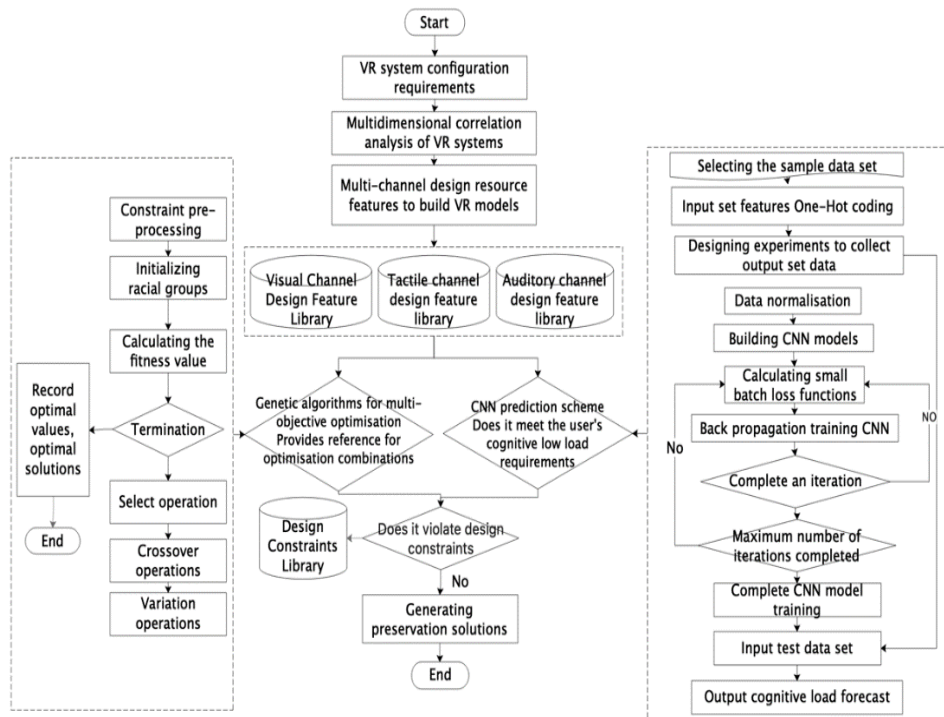 Start
VR system configuration
requirements
Multidimensional correlation
analysis of VR systems
Multi-channel design resource
features to build VR models
Visual Channel
Design Feature
Library
Tactile channel
design feature
library
Auditory channel
design feature
library
Genetic algorithms for multi-
objective optimisation
Provides reference for
optimisation combinations
CNN prediction scheme
Does it meet the user's
cognitive low load
requirements
Design
Constraints
Library
Does it violate design
constraints
No
Generating
preservation solutions
End
Constraint pre-
processing
Initializing
racial groups
Calculating the
fitness value
Termination
Record
optimal
values,
optimal
solutions
End
Select operation
Crossover
operations
Variation
operations
Selecting the sample data set
Input set features One-Hot coding
Designing experiments to collect
output set data
Data normalisation
Building CNN models
Calculating small
batch loss functions
NO
No
Back propagation training CNN
Complete an iteration
Maximum number of
iterations completed
Complete CNN model
training
Input test data set
Output cognitive load forecast